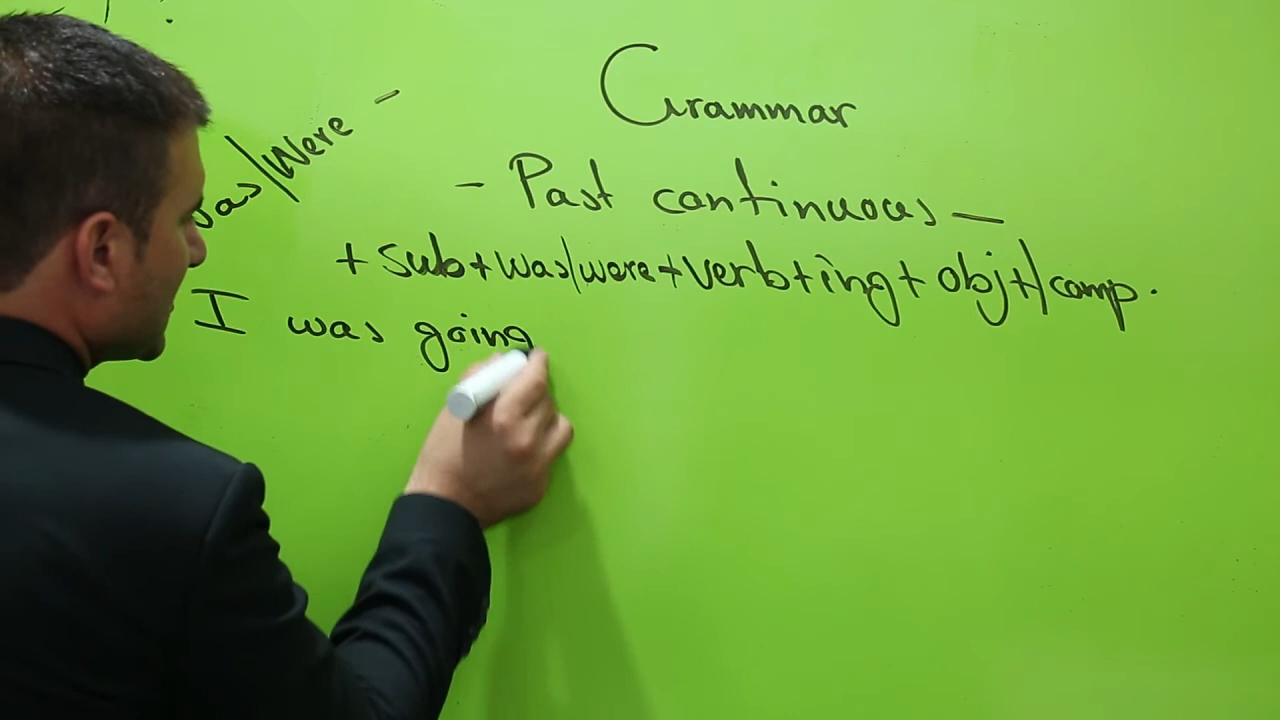 Grammar
was/were -
- Past continuous -
+ sub+was/were+verb+ing+ obj+/comp.
I was going